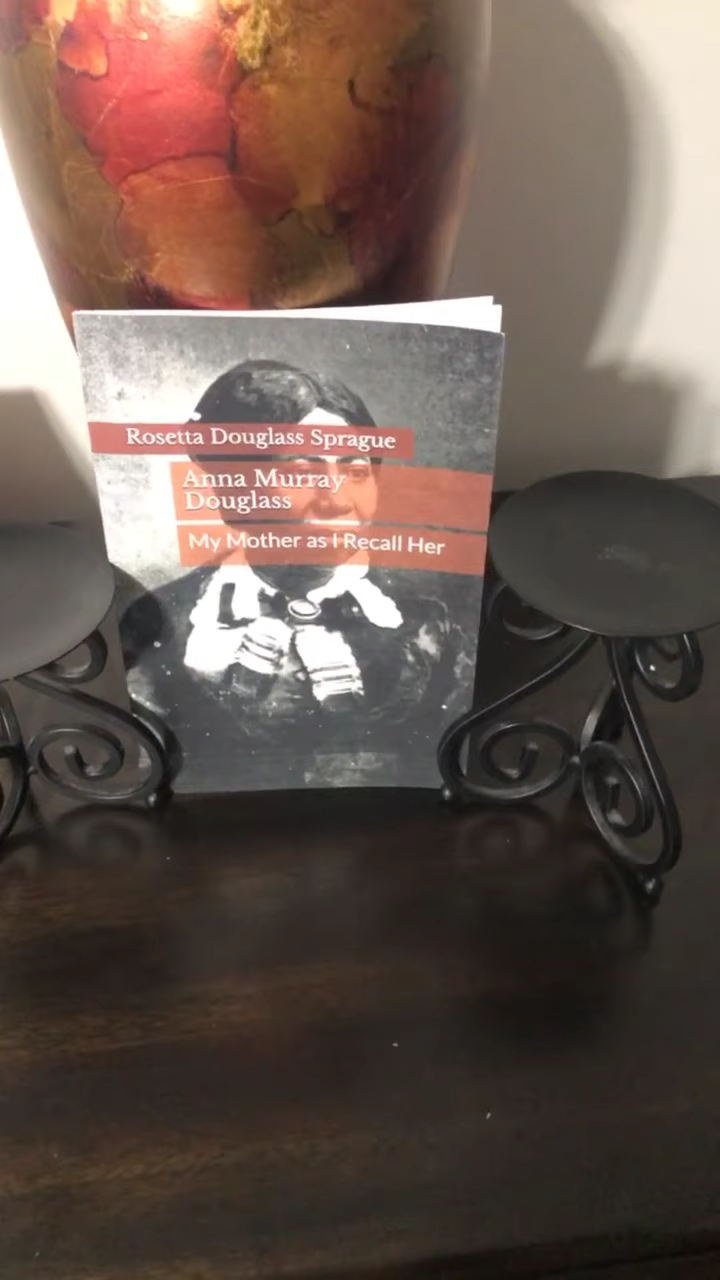 Rosetta Douglass Sprague
Anna Murray
Douglass
My Mother as I Recall Her